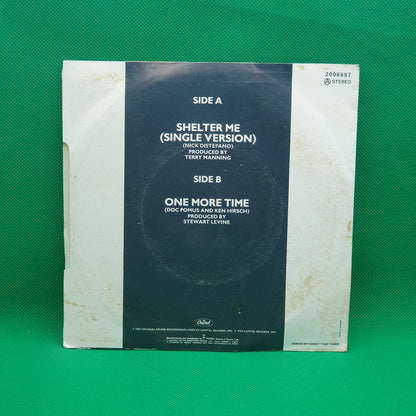 2006997
A STEREO
SIDE A
SHELTER ME
(SINGLE VERSION)
(NICK DISTEFANO)
PRODUCED BY
TERRY MANNING
SIDE B
ONE MORE TIME
(DOC POMUS AND KEN HIRSCH)
PRODUCED BY
STEWART LEVINE
Capitol